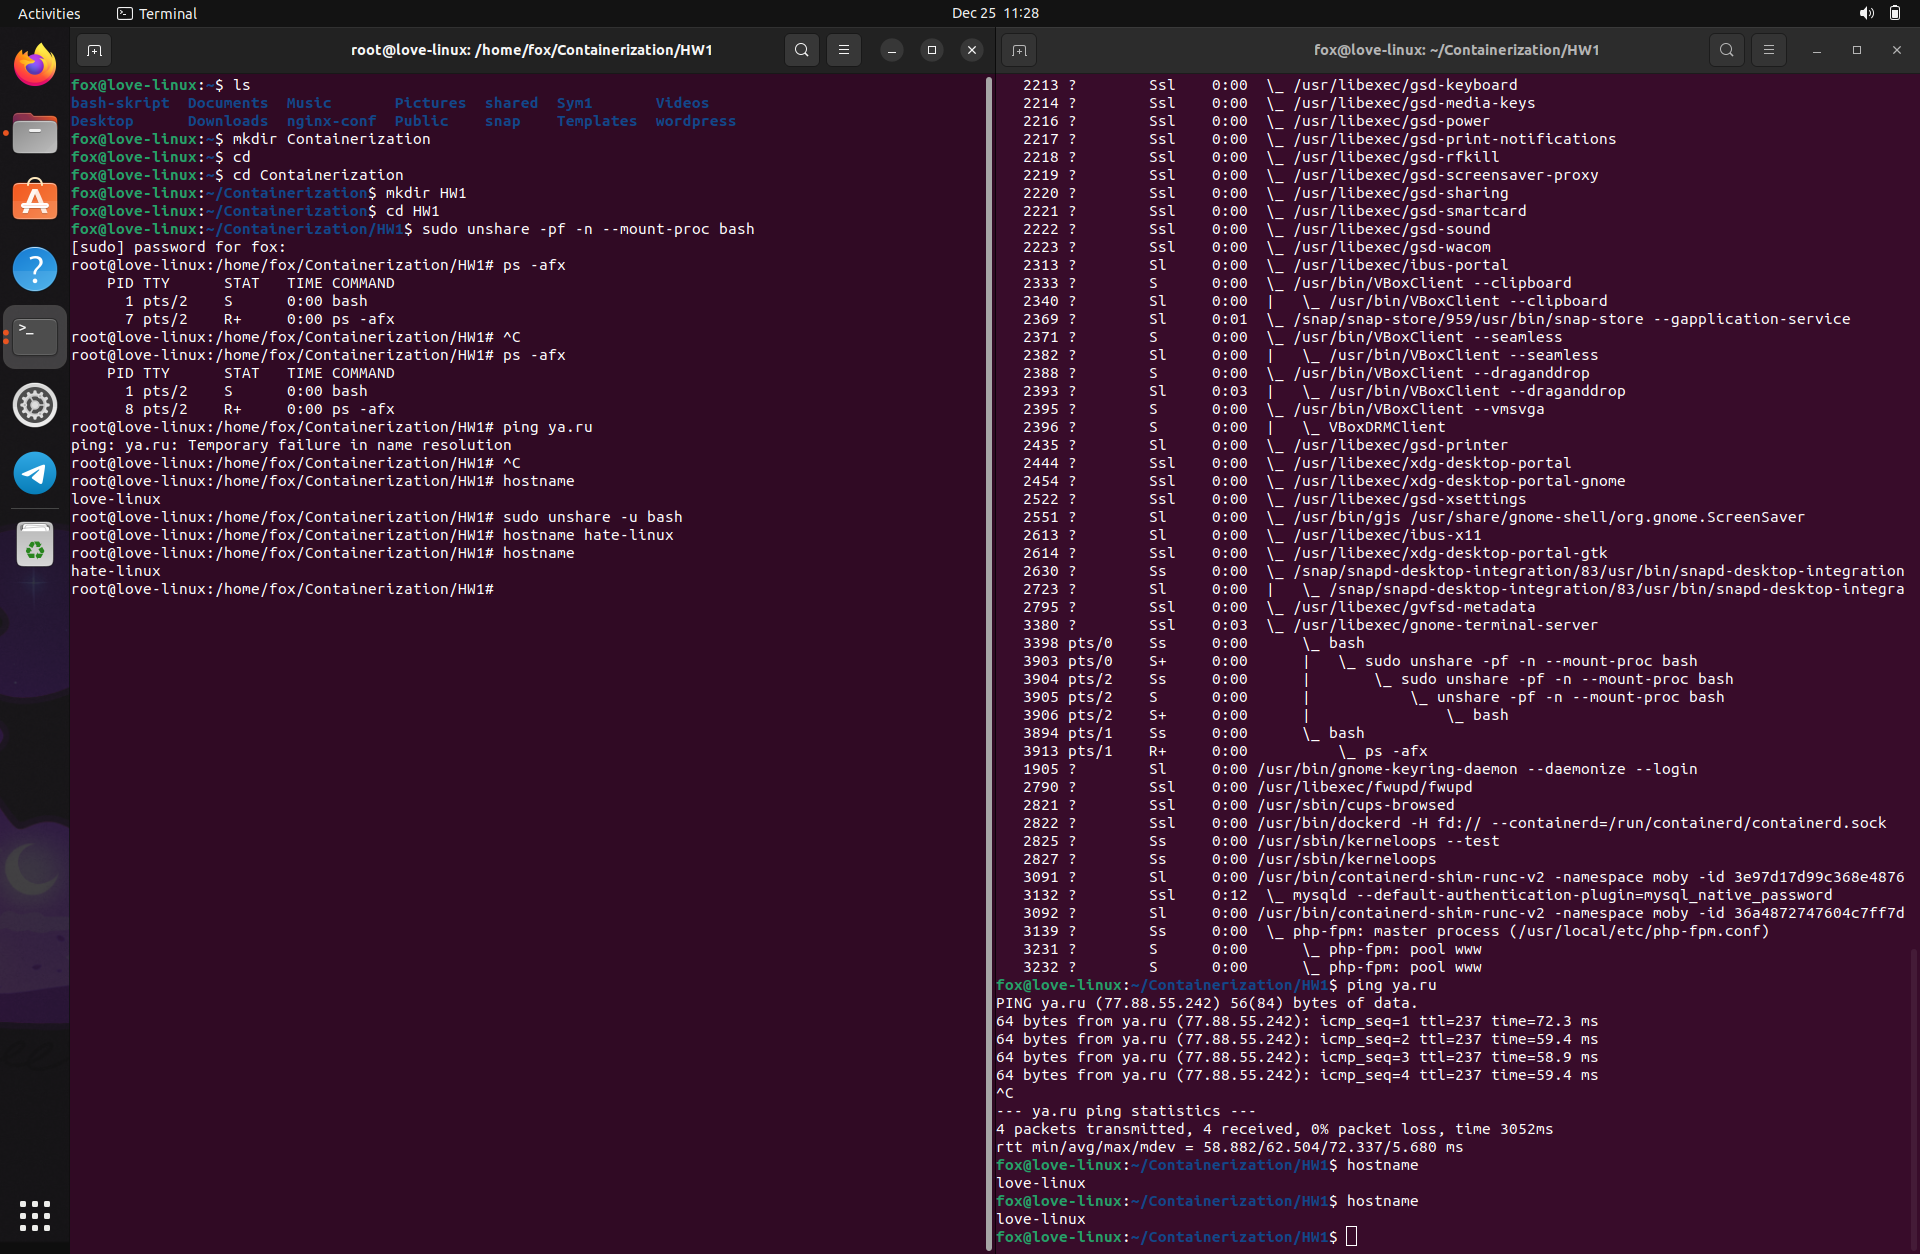 Activities
Terminal
Dec 25 11:28
root@love-linux: /home/fox/Containerization/HW1
fox@love-linux:~$ ls
bash-skript  Documents  Music       Pictures  shared  Sym1       Videos
Desktop      Downloads  nginx-conf  Public    snap    Templates  wordpress
fox@love-linux:~$ mkdir Containerization
fox@love-linux:~$ cd
fox@love-linux:~$ cd Containerization
fox@love-linux:~/Containerization$ mkdir HW1
fox@love-linux:~/Containerization$ cd HW1
fox@love-linux:~/Containerization/HW1$ sudo unshare -pf -n --mount-proc bash
[sudo] password for fox:
root@love-linux:/home/fox/Containerization/HW1# ps -afx
    PID TTY      STAT   TIME COMMAND
      1 pts/2    S      0:00 bash
      7 pts/2    R+     0:00 ps -afx
root@love-linux:/home/fox/Containerization/HW1# ^C
root@love-linux:/home/fox/Containerization/HW1# ps -afx
    PID TTY      STAT   TIME COMMAND
      1 pts/2    S      0:00 bash
      8 pts/2    R+     0:00 ps -afx
root@love-linux:/home/fox/Containerization/HW1# ping ya.ru
ping: ya.ru: Temporary failure in name resolution
root@love-linux:/home/fox/Containerization/HW1# ^C
root@love-linux:/home/fox/Containerization/HW1# hostname
love-linux
root@love-linux:/home/fox/Containerization/HW1# sudo unshare -u bash
root@love-linux:/home/fox/Containerization/HW1# hostname hate-linux
root@love-linux:/home/fox/Containerization/HW1# hostname
hate-linux
root@love-linux:/home/fox/Containerization/HW1#
fox@love-linux: ~/Containerization/HW1
   2213 ?        Ssl    0:00  \_ /usr/libexec/gsd-keyboard
   2214 ?        Ssl    0:00  \_ /usr/libexec/gsd-media-keys
   2216 ?        Ssl    0:00  \_ /usr/libexec/gsd-power
   2217 ?        Ssl    0:00  \_ /usr/libexec/gsd-print-notifications
   2218 ?        Ssl    0:00  \_ /usr/libexec/gsd-rfkill
   2219 ?        Ssl    0:00  \_ /usr/libexec/gsd-screensaver-proxy
   2220 ?        Ssl    0:00  \_ /usr/libexec/gsd-sharing
   2221 ?        Ssl    0:00  \_ /usr/libexec/gsd-smartcard
   2222 ?        Ssl    0:00  \_ /usr/libexec/gsd-sound
   2223 ?        Ssl    0:00  \_ /usr/libexec/gsd-wacom
   2313 ?        Sl     0:00  \_ /usr/libexec/ibus-portal
   2333 ?        S      0:00  \_ /usr/bin/VBoxClient --clipboard
   2340 ?        Sl     0:00  |   \_ /usr/bin/VBoxClient --clipboard
   2369 ?        Sl     0:01  \_ /snap/snap-store/959/usr/bin/snap-store --gapplication-service
   2371 ?        S      0:00  \_ /usr/bin/VBoxClient --seamless
   2382 ?        Sl     0:00  |   \_ /usr/bin/VBoxClient --seamless
   2388 ?        S      0:00  \_ /usr/bin/VBoxClient --draganddrop
   2393 ?        Sl     0:03  |   \_ /usr/bin/VBoxClient --draganddrop
   2395 ?        S      0:00  \_ /usr/bin/VBoxClient --vmsvga
   2396 ?        S      0:00  |   \_ VBoxDRMClient
   2435 ?        Sl     0:00  \_ /usr/libexec/gsd-printer
   2444 ?        Ssl    0:00  \_ /usr/libexec/xdg-desktop-portal
   2454 ?        Ssl    0:00  \_ /usr/libexec/xdg-desktop-portal-gnome
   2522 ?        Ssl    0:00  \_ /usr/libexec/gsd-xsettings
   2551 ?        Sl     0:00  \_ /usr/bin/gjs /usr/share/gnome-shell/org.gnome.ScreenSaver
   2613 ?        Sl     0:00  \_ /usr/libexec/ibus-x11
   2614 ?        Ssl    0:00  \_ /usr/libexec/xdg-desktop-portal-gtk
   2630 ?        Ss     0:00  \_ /snap/snapd-desktop-integration/83/usr/bin/snapd-desktop-integration
   2723 ?        Sl     0:00  |   \_ /snap/snapd-desktop-integration/83/usr/bin/snapd-desktop-integra
   2795 ?        Ssl    0:00  \_ /usr/libexec/gvfsd-metadata
   3380 ?        Ssl    0:03  \_ /usr/libexec/gnome-terminal-server
   3398 pts/0    Ss     0:00      \_ bash
   3903 pts/0    S+     0:00      |   \_ sudo unshare -pf -n --mount-proc bash
   3904 pts/2    Ss     0:00      |       \_ sudo unshare -pf -n --mount-proc bash
   3905 pts/2    S      0:00      |           \_ unshare -pf -n --mount-proc bash
   3906 pts/2    S+     0:00      |               \_ bash
   3894 pts/1    Ss     0:00      \_ bash
   3913 pts/1    R+     0:00          \_ ps -afx
   1905 ?        Sl     0:00 /usr/bin/gnome-keyring-daemon --daemonize --login
   2790 ?        Ssl    0:00 /usr/libexec/fwupd/fwupd
   2821 ?        Ssl    0:00 /usr/sbin/cups-browsed
   2822 ?        Ssl    0:00 /usr/bin/dockerd -H fd:// --containerd=/run/containerd/containerd.sock
   2825 ?        Ss     0:00 /usr/sbin/kerneloops --test
   2827 ?        Ss     0:00 /usr/sbin/kerneloops
   3091 ?        Sl     0:00 /usr/bin/containerd-shim-runc-v2 -namespace moby -id 3e97d17d99c368e4876
   3132 ?        Ssl    0:12  \_ mysqld --default-authentication-plugin=mysql_native_password
   3092 ?        Sl     0:00 /usr/bin/containerd-shim-runc-v2 -namespace moby -id 36a4872747604c7ff7d
   3139 ?        Ss     0:00  \_ php-fpm: master process (/usr/local/etc/php-fpm.conf)
   3231 ?        S      0:00      \_ php-fpm: pool www
   3232 ?        S      0:00      \_ php-fpm: pool www
fox@love-linux:~/Containerization/HW1$ ping ya.ru
PING ya.ru (77.88.55.242) 56(84) bytes of data.
64 bytes from ya.ru (77.88.55.242): icmp_seq=1 ttl=237 time=72.3 ms
64 bytes from ya.ru (77.88.55.242): icmp_seq=2 ttl=237 time=59.4 ms
64 bytes from ya.ru (77.88.55.242): icmp_seq=3 ttl=237 time=58.9 ms
64 bytes from ya.ru (77.88.55.242): icmp_seq=4 ttl=237 time=59.4 ms
^C
--- ya.ru ping statistics ---
4 packets transmitted, 4 received, 0% packet loss, time 3052ms
rtt min/avg/max/mdev = 58.882/62.504/72.337/5.680 ms
fox@love-linux:~/Containerization/HW1$ hostname
love-linux
fox@love-linux:~/Containerization/HW1$ hostname
love-linux
fox@love-linux:~/Containerization/HW1$